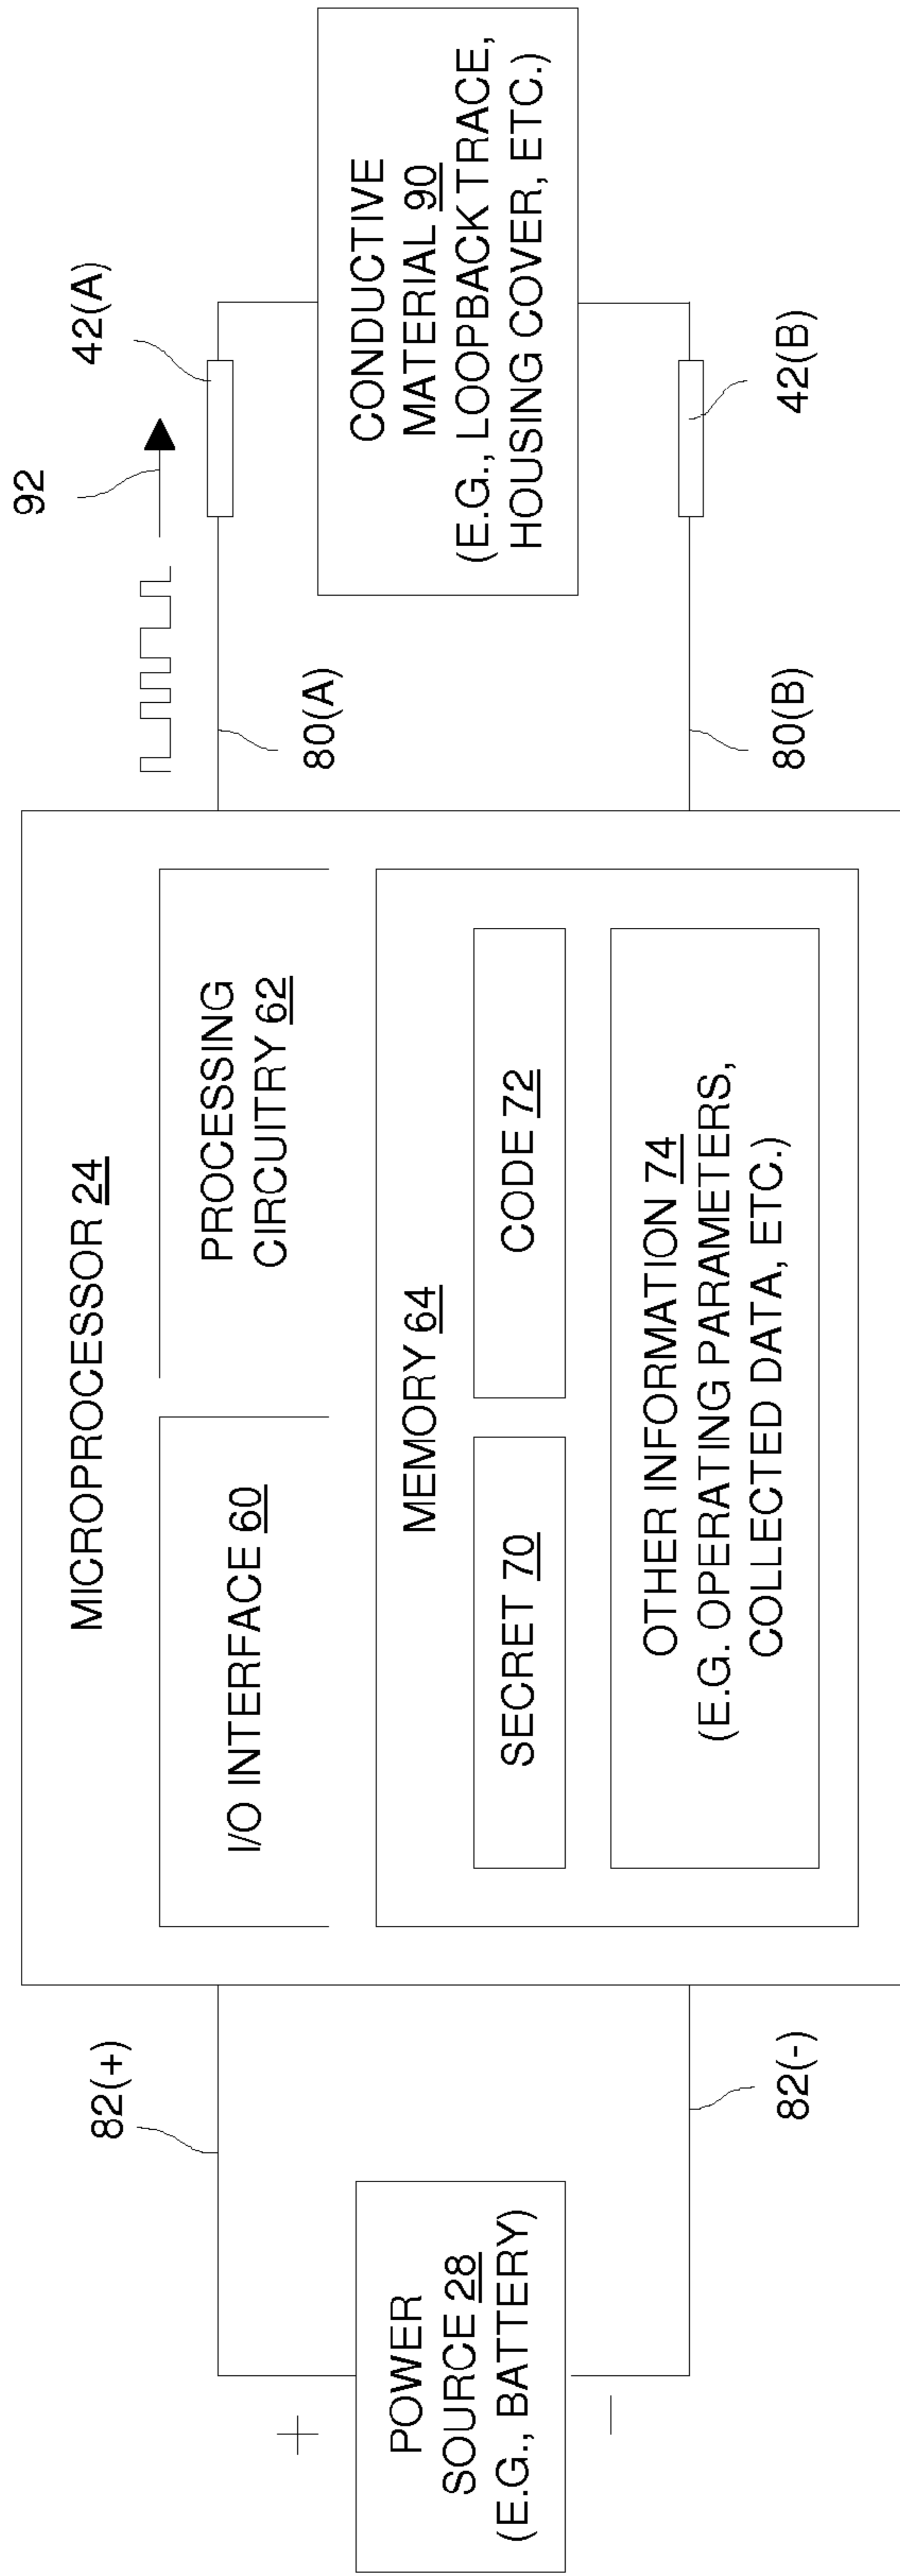 82(+)
+
POWER
SOURCE 28
(E.G., BATTERY)
—
82(-)
MICROPROCESSOR 24
I/O INTERFACE 60
PROCESSING
CIRCUITRY 62
MEMORY 64
SECRET 70
CODE 72
OTHER INFORMATION 74
(E.G. OPERATING PARAMETERS,
COLLECTED DATA, ETC.)
92
42(A)
80(A)
CONDUCTIVE
MATERIAL 90
(E.G., LOOPBACK TRACE,
HOUSING COVER, ETC.)
80(B)
42(B)